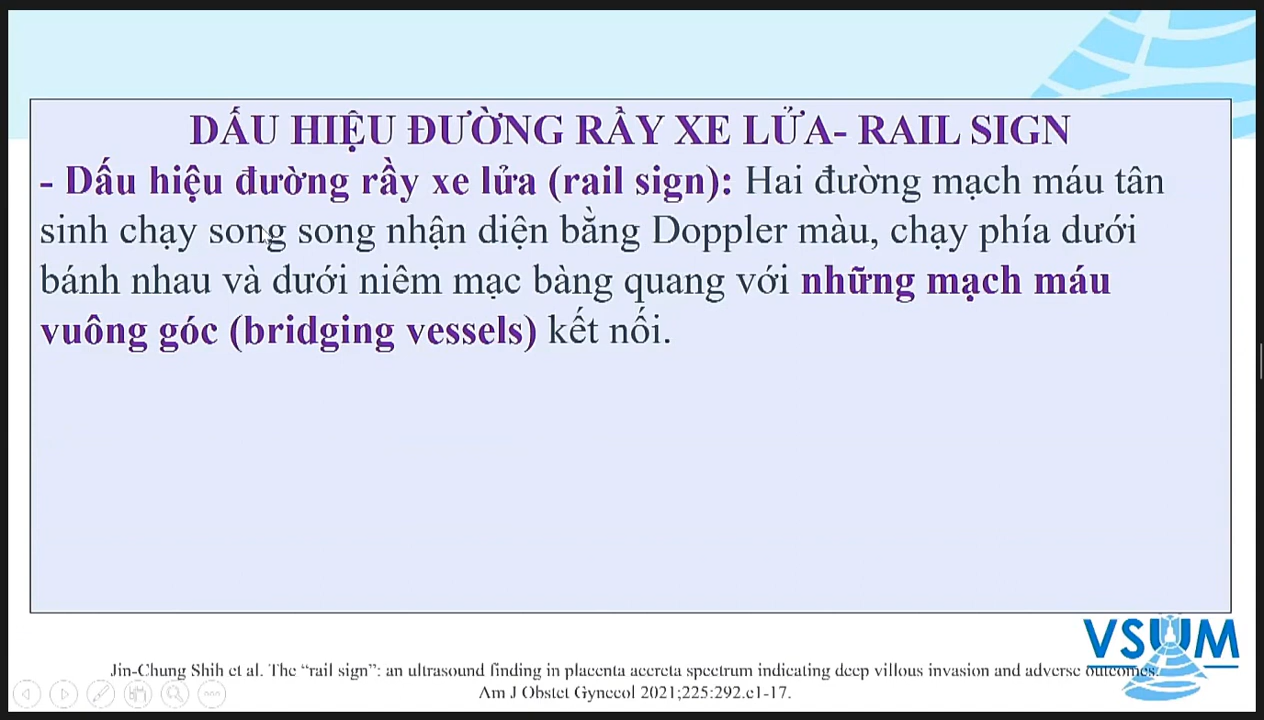 DẤU HIỆU ĐƯỜNG RẦY XE LỬA- RAIL SIGN
- Dấu hiệu đường rầy xe lửa (rail sign): Hai đường mạch máu tân
sinh chạy song song nhận diện bằng Doppler màu, chạy phía dưới
bánh nhau và dưới niêm mạc bàng quang với những mạch máu
vuông góc (bridging vessels) kết nối.
VSUM
Jin-Chung Shih et al. The “rail sign”: an ultrasound finding in placenta accreta spectrum indicating deep villous invasion and adverse outcomes.
Am J Obstet Gynecol 2021;225:292.e1-17.